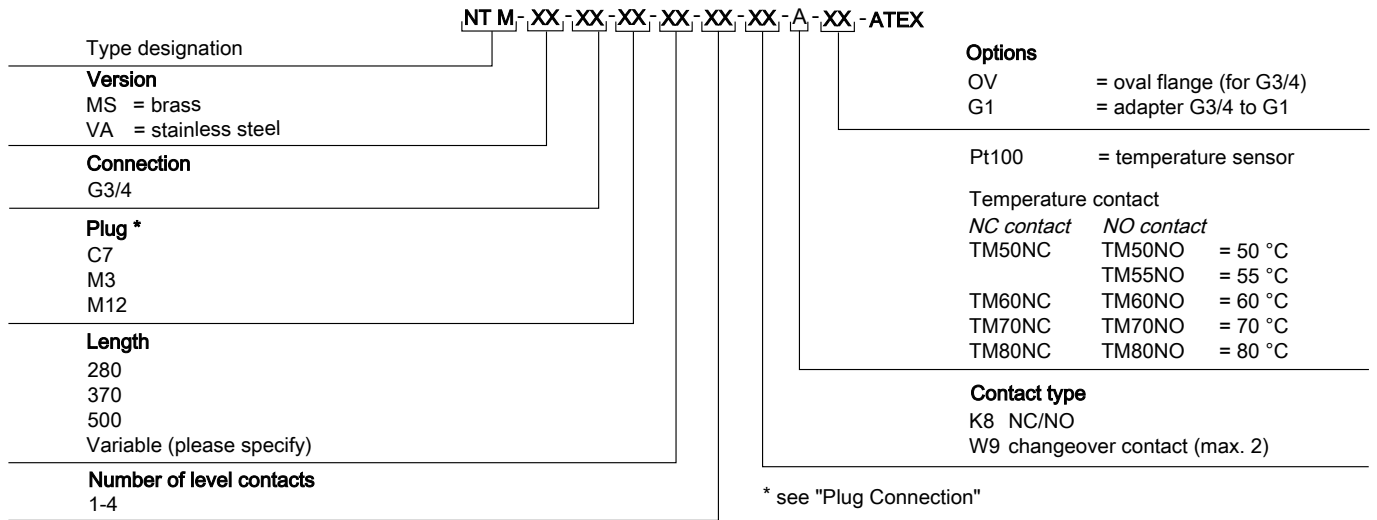 NT M - XX - XX - XX - XX - XX - XX - A - XX - ATEX
Type designation
Version
MS = brass
VA = stainless steel
Connection
G3/4
Plug *
C7
M3
M12
Length
280
370
500
Variable (please specify)
Number of level contacts
1-4
Options
OV = oval flange (for G3/4)
G1 = adapter G3/4 to G1
Pt100 = temperature sensor
Temperature contact
NC contact NO contact
TM50NC TM50NO = 50 °C
TM55NO = 55 °C
TM60NC TM60NO = 60 °C
TM70NC TM70NO = 70 °C
TM80NC TM80NO = 80 °C
Contact type
K8 NC/NO
W9 changeover contact (max. 2)
* see "Plug Connection"